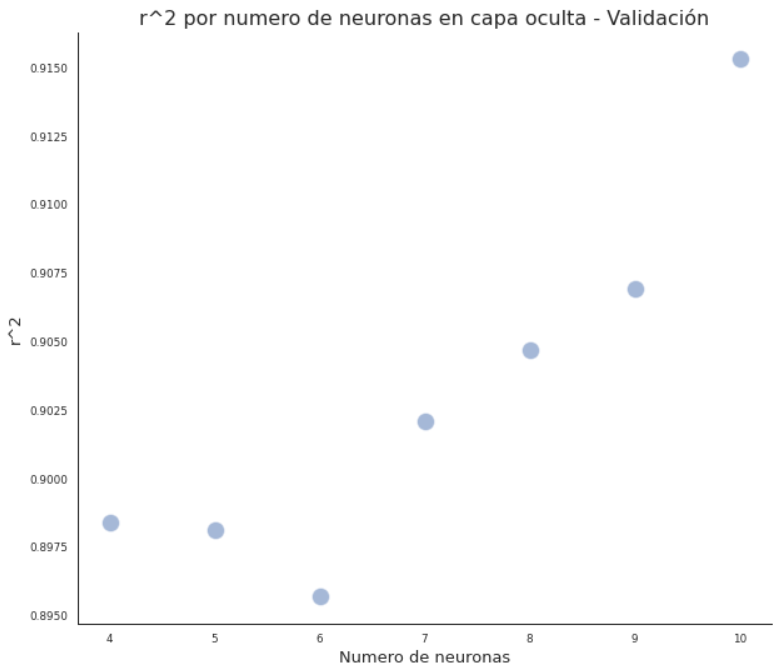 r^2 por numero de neuronas en capa oculta - Validación
0.9150
0.9125
0.9100
0.9075
0.9050
0.9025
0.9000
0.8975
0.8950
r^2
4 5 6 7 8 9 10
Numero de neuronas